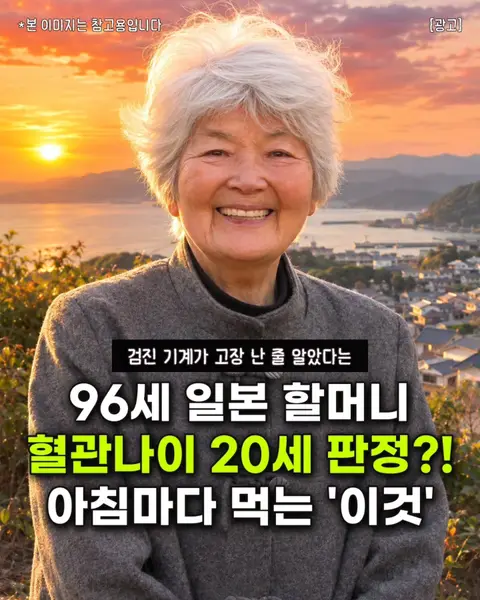 *본 이미지는 참고용입니다
[광고]
검진 기계가 고장 난 줄 알았다는
96세 일본 할머니
혈관나이 20세 판정?!
아침마다 먹는 '이것'